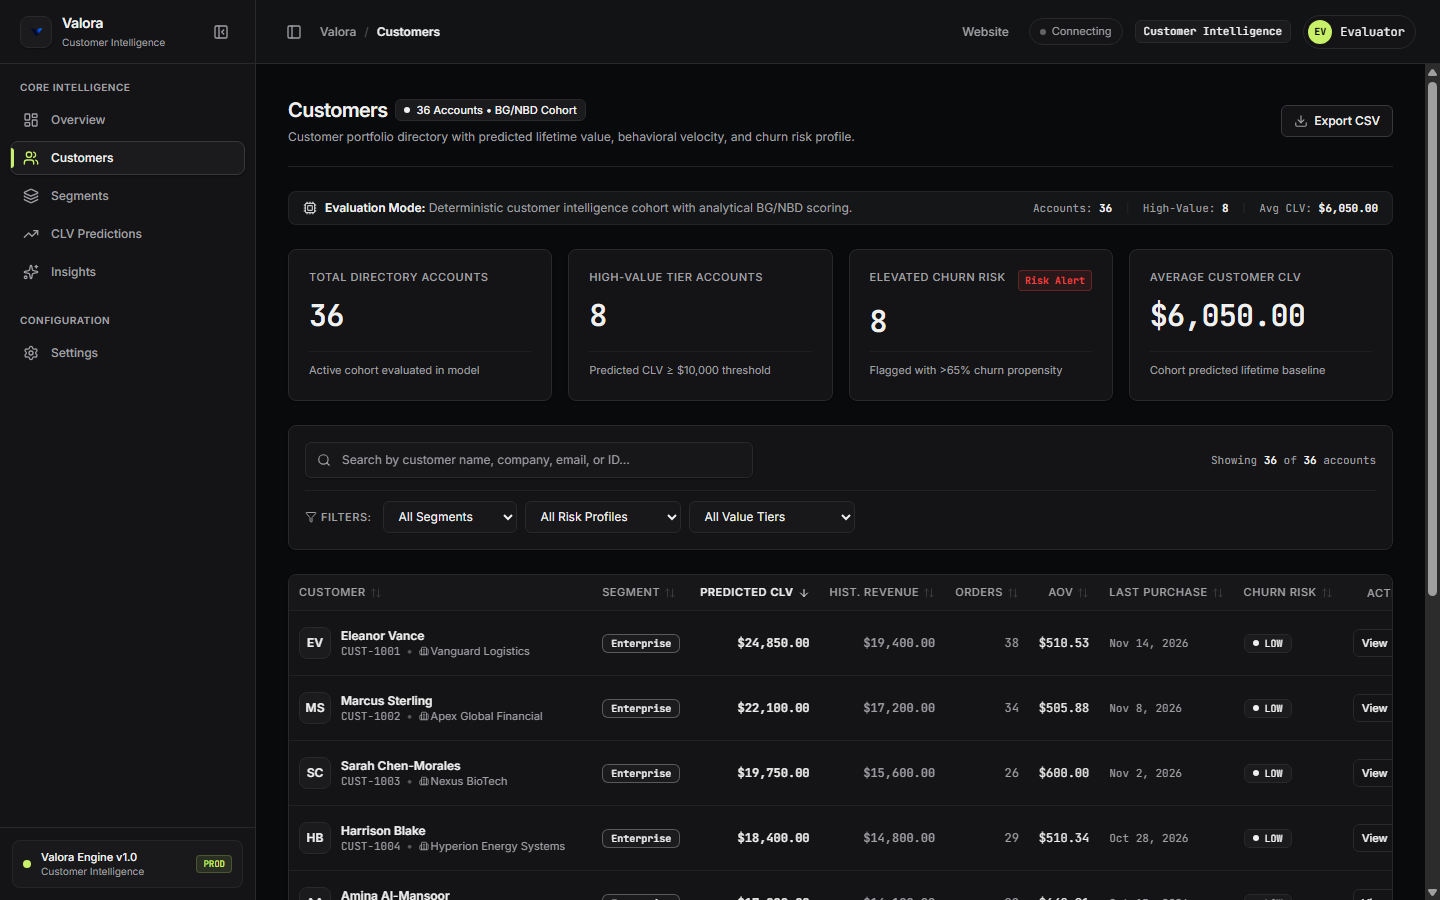 Valora
Customer Intelligence
CORE INTELLIGENCE
Overview
Customers
Segments
CLV Predictions
Insights
CONFIGURATION
Settings
Valora Engine v1.0
Customer Intelligence
PROD
Valora / Customers
Website
Connecting
Customer Intelligence
EV
Evaluator
Customers
36 Accounts • BG/NBD Cohort
Customer portfolio directory with predicted lifetime value, behavioral velocity, and churn risk profile.
Export CSV
Evaluation Mode: Deterministic customer intelligence cohort with analytical BG/NBD scoring.
Accounts: 36
High-Value: 8
Avg CLV: $6,050.00
TOTAL DIRECTORY ACCOUNTS
36
Active cohort evaluated in model
HIGH-VALUE TIER ACCOUNTS
8
Predicted CLV ≥ $10,000 threshold
ELEVATED CHURN RISK
Risk Alert
8
Flagged with >65% churn propensity
AVERAGE CUSTOMER CLV
$6,050.00
Cohort predicted lifetime baseline
Search by customer name, company, email, or ID...
Showing 36 of 36 accounts
FILTERS:
All Segments
All Risk Profiles
All Value Tiers
CUSTOMER SEGMENT PREDICTED CLV HIST. REVENUE ORDERS AOV LAST PURCHASE CHURN RISK ACT
EV Eleanor Vance
CUST-1001 • Vanguard Logistics
Enterprise $24,850.00 $19,400.00 38 $510.53 Nov 14, 2026 LOW View
MS Marcus Sterling
CUST-1002 • Apex Global Financial
Enterprise $22,100.00 $17,200.00 34 $505.88 Nov 8, 2026 LOW View
SC Sarah Chen-Morales
CUST-1003 • Nexus BioTech
Enterprise $19,750.00 $15,600.00 26 $600.00 Nov 2, 2026 LOW View
HB Harrison Blake
CUST-1004 • Hyperion Energy Systems
Enterprise $18,400.00 $14,800.00 29 $510.34 Oct 28, 2026 LOW View
Amina Al-Mansoor